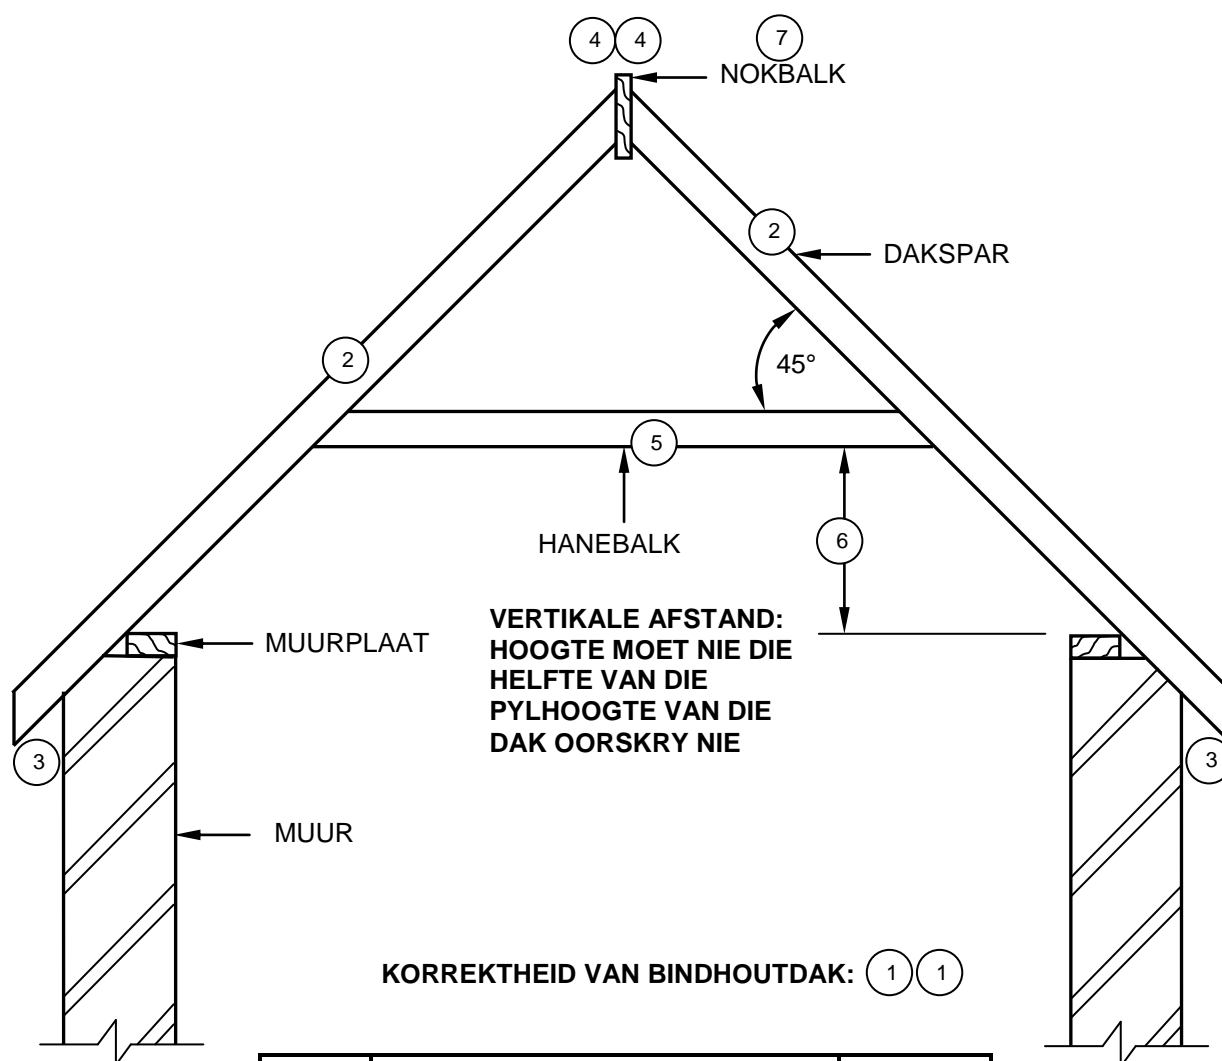 4 4 7
NOKBALK
2
DAKSPAR
2
45°
5
HANEBALK
6
VERTIKALE AFSTAND:
HOOGTE MOET NIE DIE
HELFTE VAN DIE
PYLHOOGTE VAN DIE
DAK OORSKRY NIE
MUURPLAAT
3
3
MUUR
KORREKTHEID VAN BINDHOUTDAK: 1 1